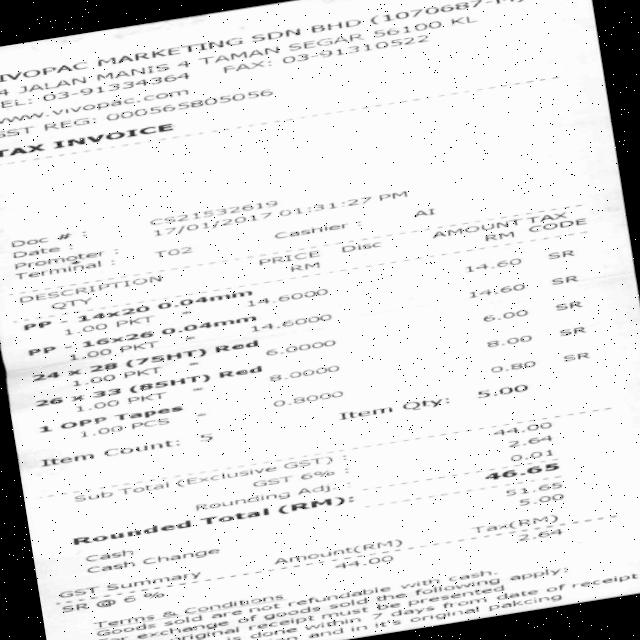 IVOPAC MARKETING SDN BHD (1070687
4 JALAN MANIS 4 TAMAN SEGAR 56100 KL
EL: 03-91334364 FAX: 03-91310522
www.vivopac.com
GST REG: 000565805056
TAX INVOICE
Doc # : CS21532619
Date : 17/01/2017 01:31:27 PM
Promoter : Cashier : AI
Terminal : T02
DESCRIPTION PRICE Disc AMOUNT TAX
QTY RM RM CODE
PP 14x20 0.04mm
1.00 PKT - 14.6000 14.60 SR
PP 16x26 0.04mm
1.00 PKT - 14.6000 14.60 SR
24 x 28 (75HT) Red
1.00 PKT - 6.0000 6.00 SR
26 x 33 (85HT) Red
1.00 PKT - 8.0000 8.00 SR
1 OPP Tapes
1.00 PCS - 0.8000 0.80 SR
Item Count: 5 Item Qty: 5.00
Sub Total (Exclusive GST) : 44.00
GST 6% : 2.64
Rounding Adj : 0.01
Rounded Total (RM): 46.65
Cash 51.65
Cash Change 5.00
GST Summary Amount(RM) Tax(RM)
SR @ 6% 44.00 2.64
Terms & conditions
Goods sold are not refundable with cash.
For exchange of goods sold the following apply:
original receipt must be presented
done within 7 days from date of receipt
and in it's original